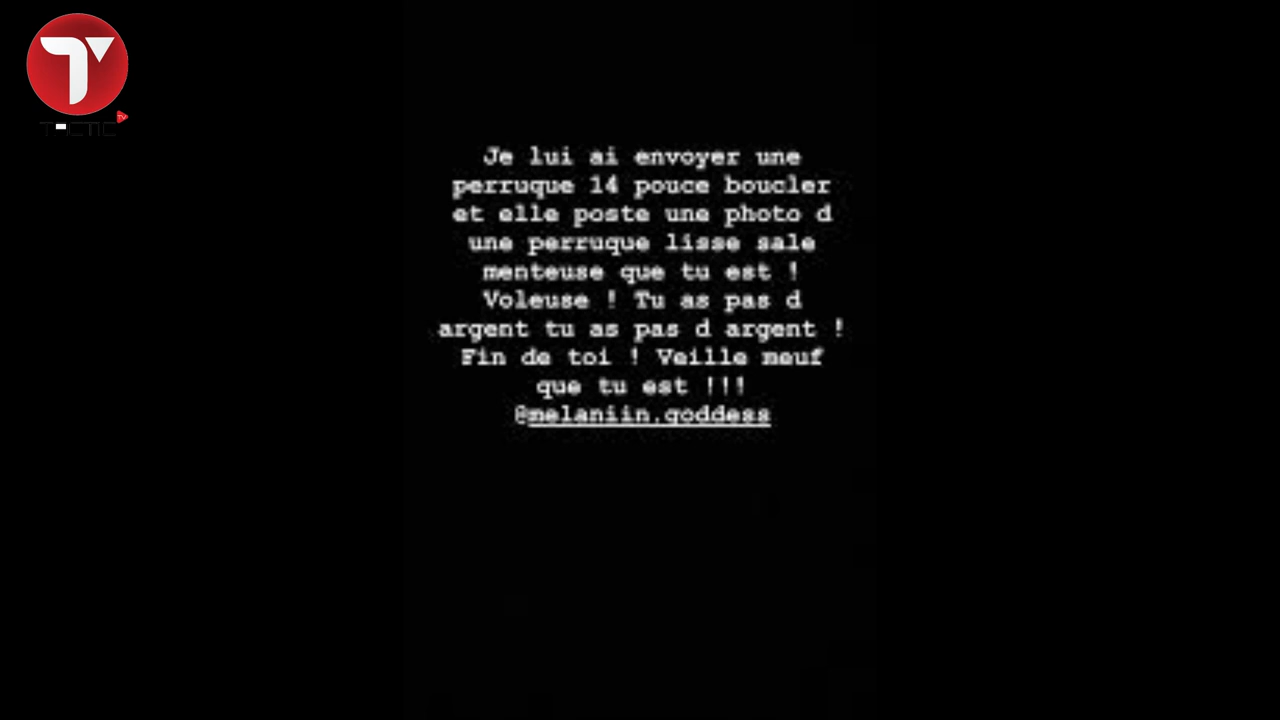 Je lui ai envoyer une
perruque 14 pouce boucler
et elle poste une photo d
une perruque lisse sale
menteuse que tu est !
Voleuse ! Tu as pas d
argent tu as pas d argent !
Fin de toi ! Veille meuf
que tu est !!!
@melaniin.goddess
TV